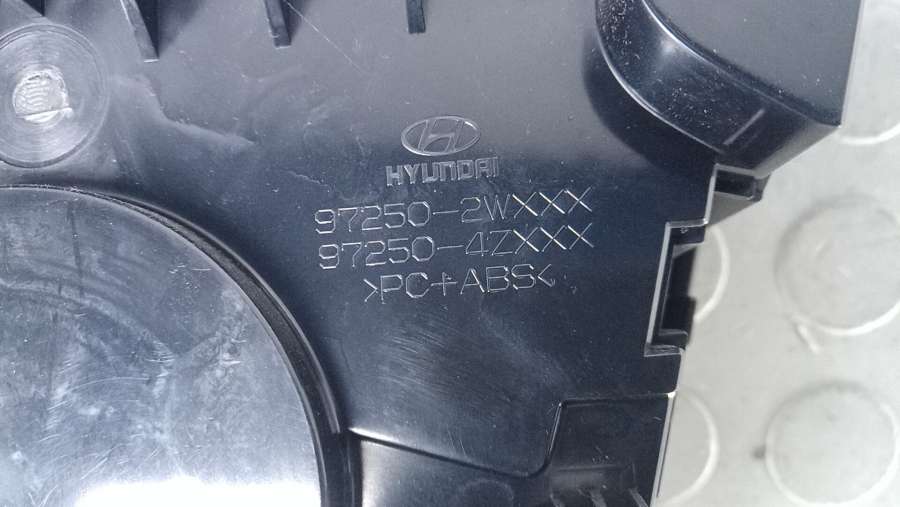 HYUNDAI
97250-2WXXX
97250-4ZXXX
>PC+ABS<